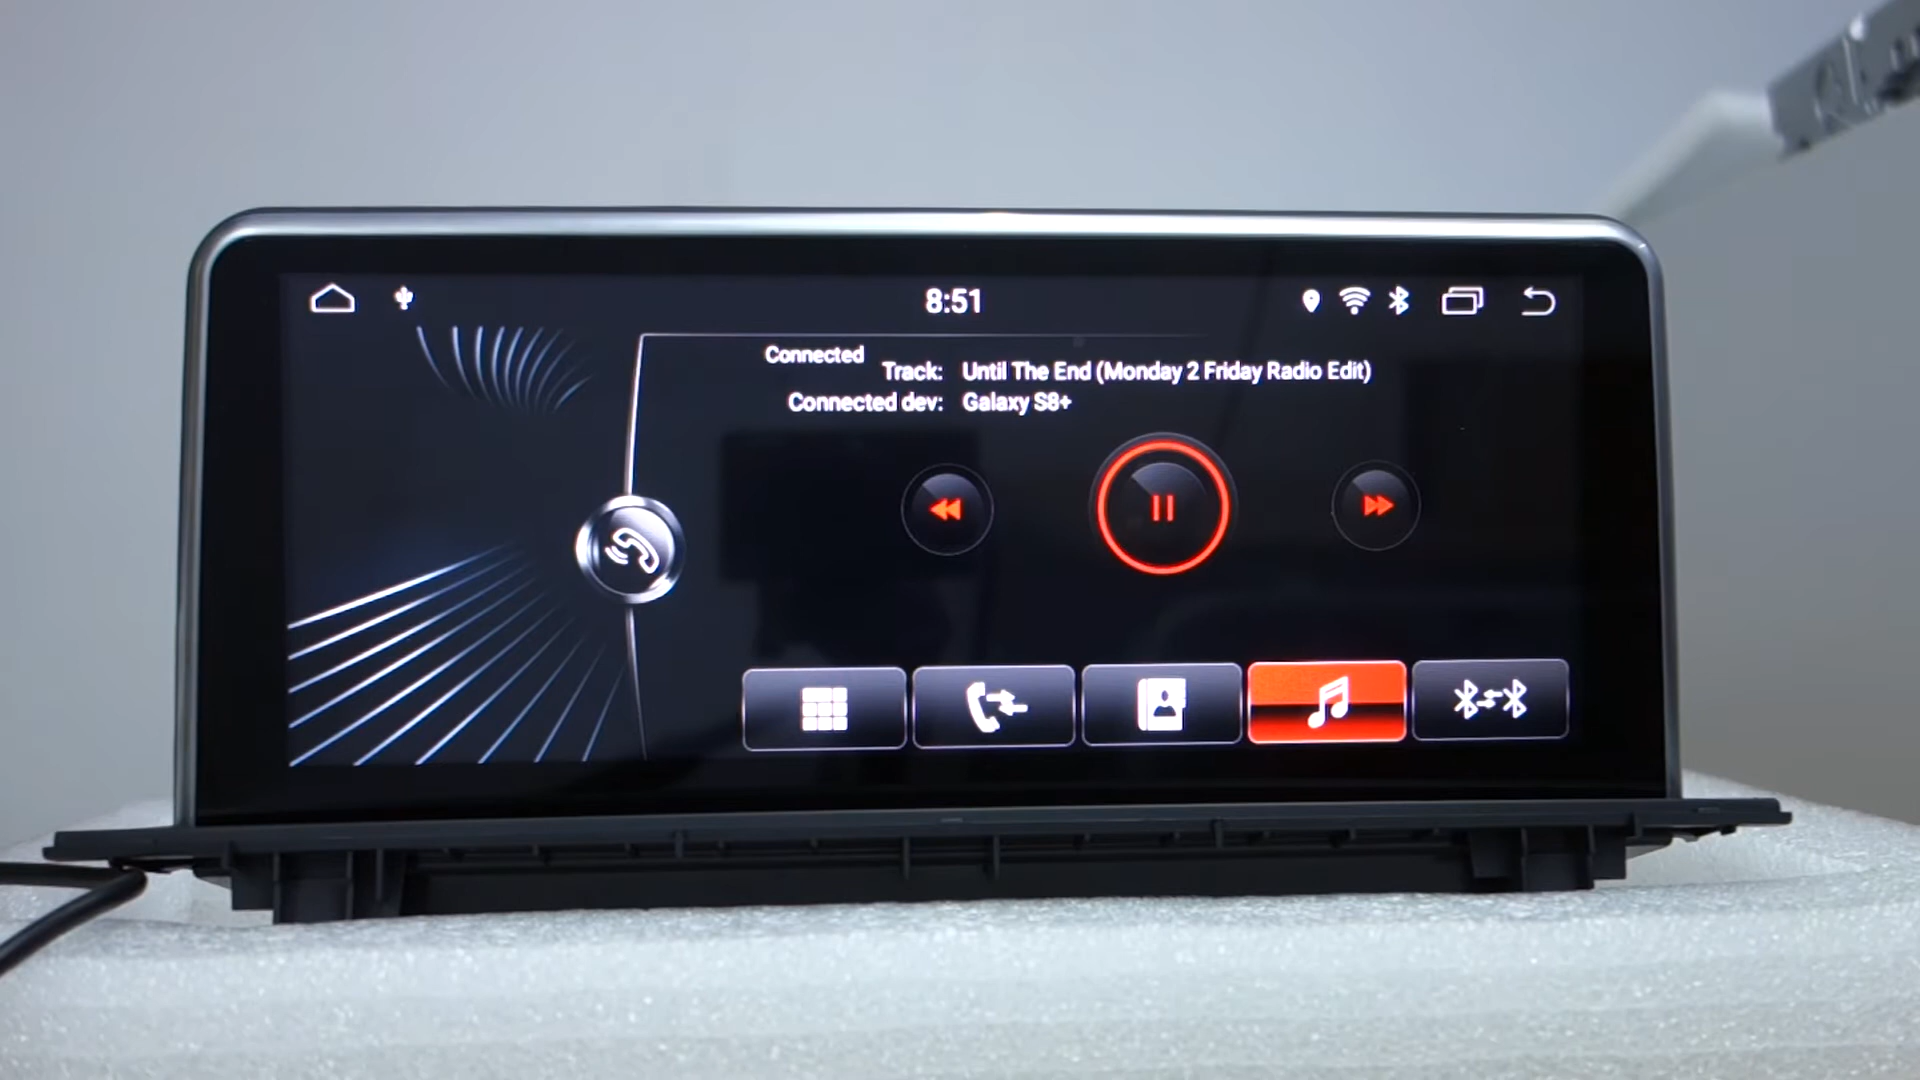 8:51
Connected
Track: Until The End (Monday 2 Friday Radio Edit)
Connected dev: Galaxy S8+